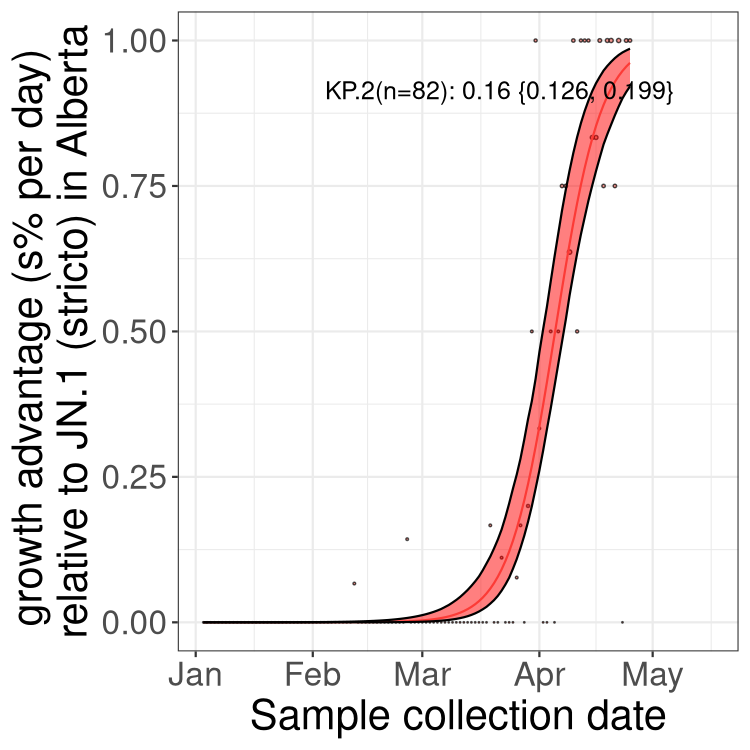 growth advantage (s% per day)
relative to JN.1 (stricto) in Alberta
1.00
0.75
0.50
0.25
0.00
KP.2(n=82): 0.16 {0.126, 0.199}
Jan Feb Mar Apr May
Sample collection date